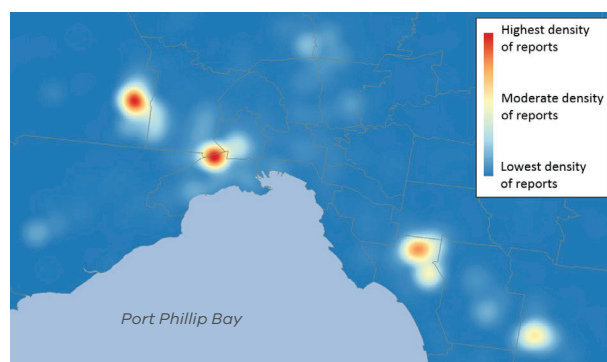 Highest density
of reports
Moderate density
of reports
Lowest density
of reports
Port Phillip Bay